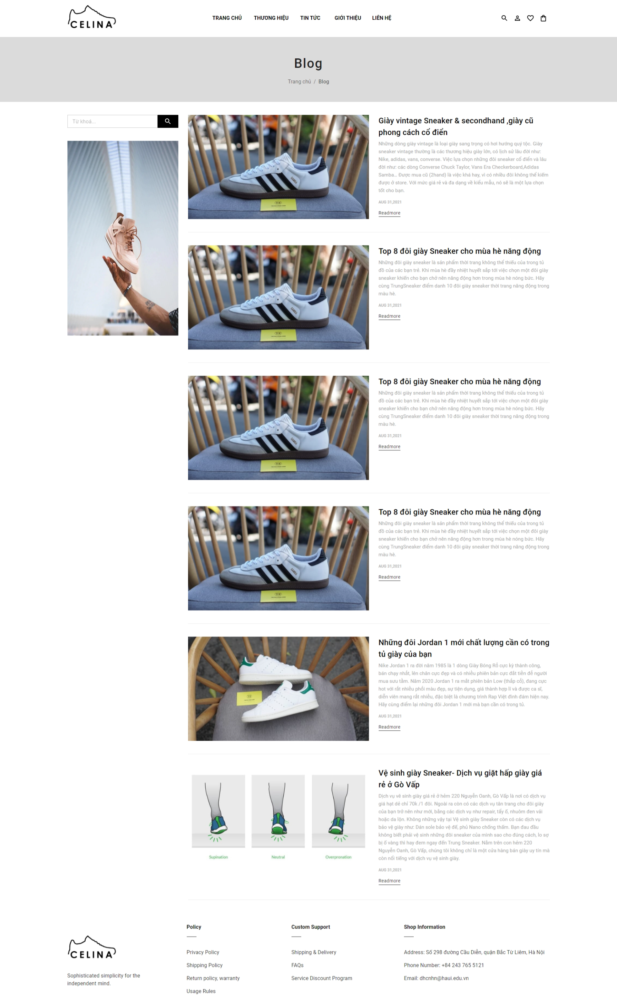 CELINA
TRANG CHỦ THƯƠNG HIỆU TIN TỨC GIỚI THIỆU LIÊN HỆ
Blog
Trang chủ / Blog
Từ khoá...
Giày vintage Sneaker & secondhand ,giày cũ
phong cách cổ điển
Những dòng giày vintage là loại giày sang trọng có hơi hướng quý tộc. Giày
sneaker vintage thường là các thương hiệu giày lớn, có lịch sử lâu đời như:
Nike, adidas, vans, converse. Việc lựa chọn những đôi sneaker cổ điển và lâu
đời như: các dòng Converse Chuck Taylor, Vans Era Checkerboard,Adidas
Samba... Được mua cũ (2hand) là việc khá hay, vì có nhiều đôi không thể kiếm
được ở store. Với mức giá rẻ và đa dạng về kiểu mẫu, nó sẽ là một lựa chọn
tốt cho bạn.
AUG 31,2021
Readmore
SAMBA
Top 8 đôi giày Sneaker cho mùa hè năng động
Những đôi giày sneaker là sản phẩm thời trang không thể thiếu của trong tủ
đồ của các bạn trẻ. Khi mùa hè đầy nhiệt huyết sắp tới việc chọn một đôi giày
sneaker khiến cho bạn chở nên năng động hơn trong mùa hè nóng bức. Hãy
cùng TrungSneaker điểm danh 10 đôi giày sneaker thời trang năng động trong
màu hè.
AUG 31,2021
Readmore
SAMBA
Top 8 đôi giày Sneaker cho mùa hè năng động
Những đôi giày sneaker là sản phẩm thời trang không thể thiếu của trong tủ
đồ của các bạn trẻ. Khi mùa hè đầy nhiệt huyết sắp tới việc chọn một đôi giày
sneaker khiến cho bạn chở nên năng động hơn trong mùa hè nóng bức. Hãy
cùng TrungSneaker điểm danh 10 đôi giày sneaker thời trang năng động trong
màu hè.
AUG 31,2021
Readmore
SAMBA
Top 8 đôi giày Sneaker cho mùa hè năng động
Những đôi giày sneaker là sản phẩm thời trang không thể thiếu của trong tủ
đồ của các bạn trẻ. Khi mùa hè đầy nhiệt huyết sắp tới việc chọn một đôi giày
sneaker khiến cho bạn chở nên năng động hơn trong mùa hè nóng bức. Hãy
cùng TrungSneaker điểm danh 10 đôi giày sneaker thời trang năng động trong
màu hè.
AUG 31,2021
Readmore
SAMBA
Những đôi Jordan 1 mới chất lượng cần có trong
tủ giày của bạn
Nike Jordan 1 ra đời năm 1985 là 1 dòng Giày Bóng Rổ cực kỳ thành công,
bán chạy nhất, lên chân cực đẹp và có nhiều phiên bản cực đắt tiền để người
mua sưu tầm. Năm 2020 Jordan 1 ra mắt phiên bản Low (thấp cổ), đang cực
hot với rất nhiều phối màu đẹp, sự tiện dụng, giá thành hợp lí và được ca sĩ,
diễn viên mang rất nhiều, đặc biệt là chương trình Rap Việt đình đám hiện nay.
Hãy cùng điểm lại những đôi Jordan 1 mới mà bạn cần có trong tủ.
AUG 31,2021
Readmore
Vệ sinh giày Sneaker- Dịch vụ giặt hấp giày giá
rẻ ở Gò Vấp
Dịch vụ vê sinh giày giá rẻ ở hẻm 220 Nguyễn Oanh, Gò Vấp là nơi có dịch vụ
giá hạt dẻ chỉ 70k /1 đôi. Ngoài ra còn có các dịch vụ tân trang cho đôi giày
của bạn trở nên như mới, bằng các dịch vụ như repair, tẩy ố, nhuôm đen vải
hoặc da lộn. Không những vậy tại Vệ sinh giày Sneaker còn có các dịch vụ
bảo vệ giày như: Dán sole bảo vệ đế, phủ Nano chống thấm. Bạn đau đầu
không biết phải vệ sinh những đôi sneaker của mình sao cho đúng cách, lo sợ
bị ố vàng thì hay đem ngay đến Trung Sneaker. Nằm trên con hẻm 220
Nguyễn Oanh, Gò Vấp, chúng tôi không chỉ là một cửa hàng bán giày uy tín mà
còn nổi tiếng với dịch vụ vệ sinh giày.
AUG 31,2021
Readmore
Supination Neutral Overpronation
CELINA
Sophisticated simplicity for the
independent mind.
Policy
Privacy Policy
Shipping Policy
Return policy, warranty
Usage Rules
Custom Support
Shipping & Delivery
FAQs
Service Discount Program
Shop Information
Address: Số 298 đường Cầu Diễn, quận Bắc Từ Liêm, Hà Nội
Phone Number: +84 243 765 5121
Email: dhcnhn@haui.edu.vn